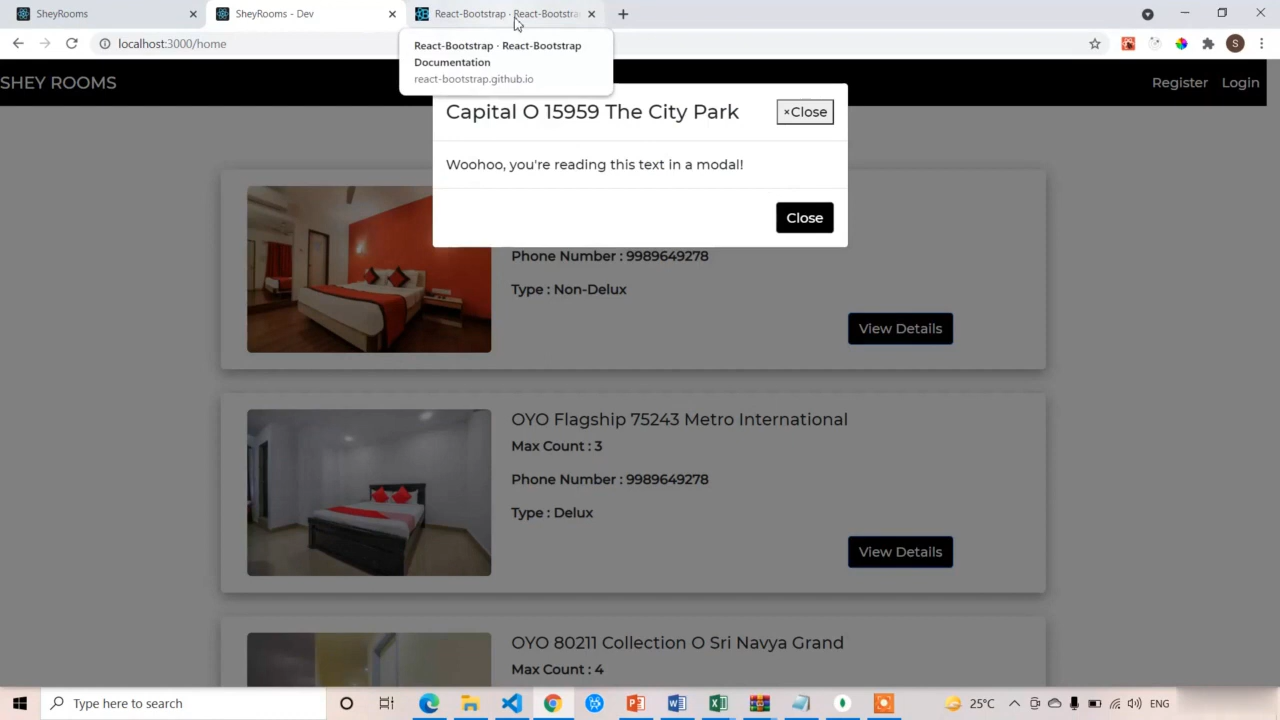 SheyRooms
SheyRooms - Dev
React-Bootstrap · React-Bootstra
localhost:3000/home
S
React-Bootstrap · React-Bootstrap
Documentation
react-bootstrap.github.io
SHEY ROOMS
Register
Login
Capital O 15959 The City Park
×Close
Woohoo, you're reading this text in a modal!
Close
Phone Number : 9989649278
Type : Non-Delux
View Details
OYO Flagship 75243 Metro International
Max Count : 3
Phone Number : 9989649278
Type : Delux
View Details
OYO 80211 Collection O Sri Navya Grand
Max Count : 4
Type here to search
25°C
ENG